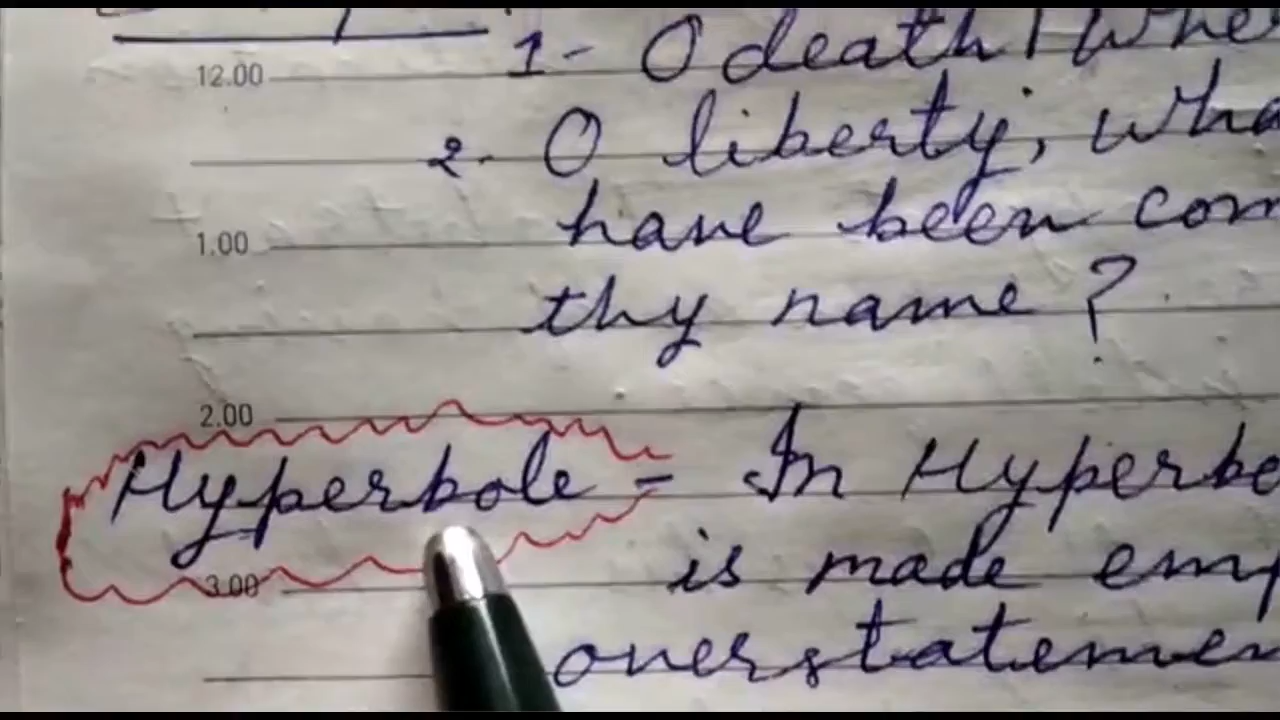 12.00 1- O death! Whe
2. O liberty, wha
have been com
1.00
thy name?
2.00
Hyperbole = In Hyperbo
is made emp
3.00
overstatemen